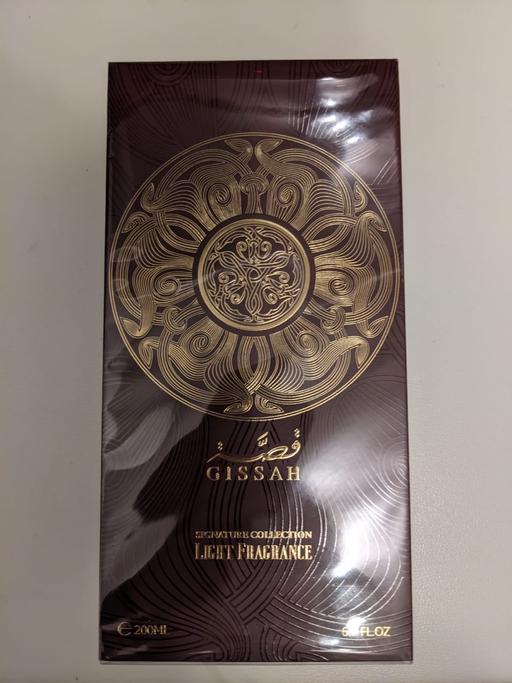 قصة
GISSAH
SIGNATURE COLLECTION
LIGHT FRAGRANCE
℮ 200ML
FL.OZ